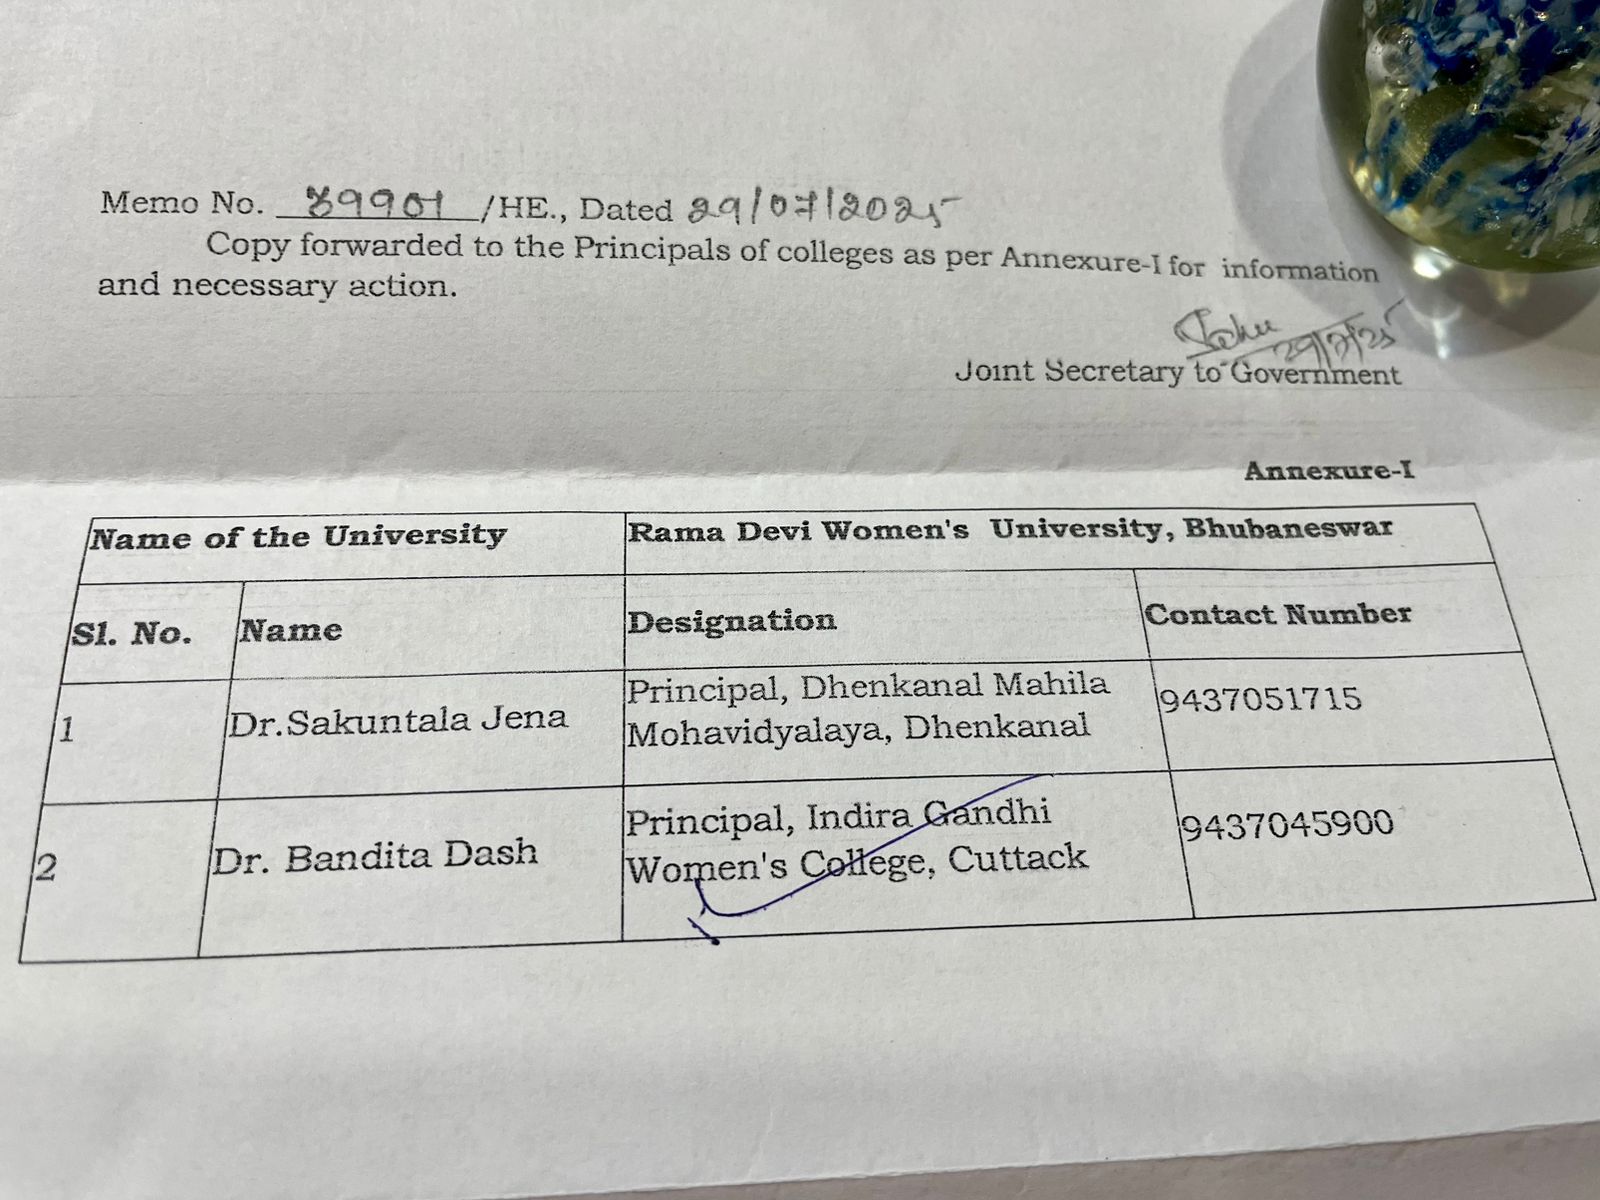 Memo No. /HE., Dated 29/07/2025
Copy forwarded to the Principals of colleges as per Annexure-I for information
and necessary action.
29/7/25
Joint Secretary to Government
Annexure-I
Name of the University Rama Devi Women's University, Bhubaneswar
Sl. No. Name Designation Contact Number
1 Dr.Sakuntala Jena Principal, Dhenkanal Mahila 9437051715
Mohavidyalaya, Dhenkanal
2 Dr. Bandita Dash Principal, Indira Gandhi 9437045900
Women's College, Cuttack